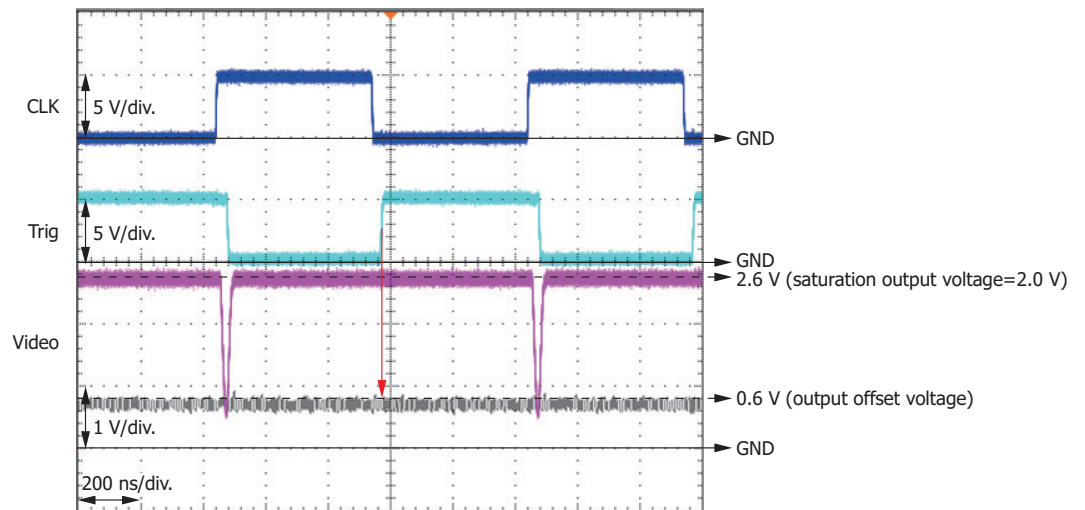 CLK
5 V/div.
GND
Trig
5 V/div.
GND
2.6 V (saturation output voltage=2.0 V)
Video
0.6 V (output offset voltage)
1 V/div.
GND
200 ns/div.